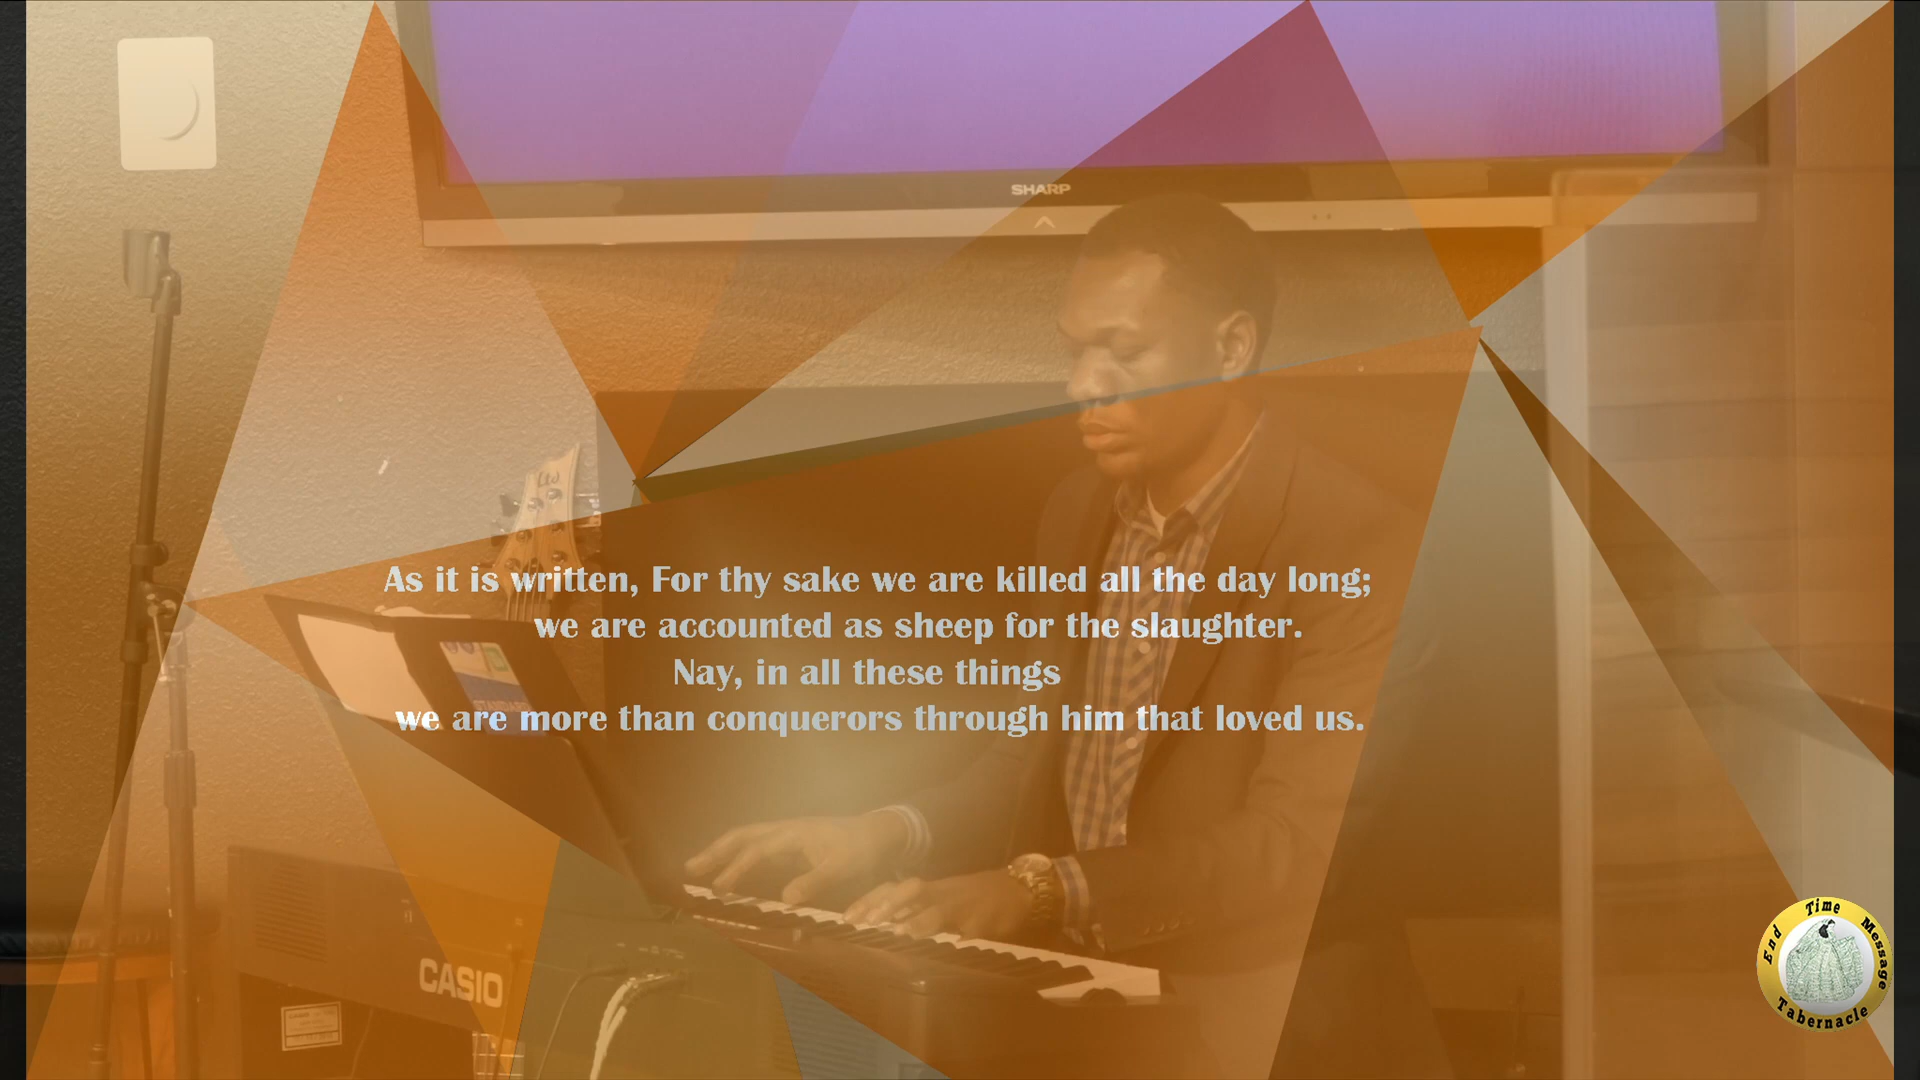 SHARP
As it is written, For thy sake we are killed all the day long;
we are accounted as sheep for the slaughter.
Nay, in all these things
we are more than conquerors through him that loved us.
STANDARD
CASIO
End Time Message Tabernacle